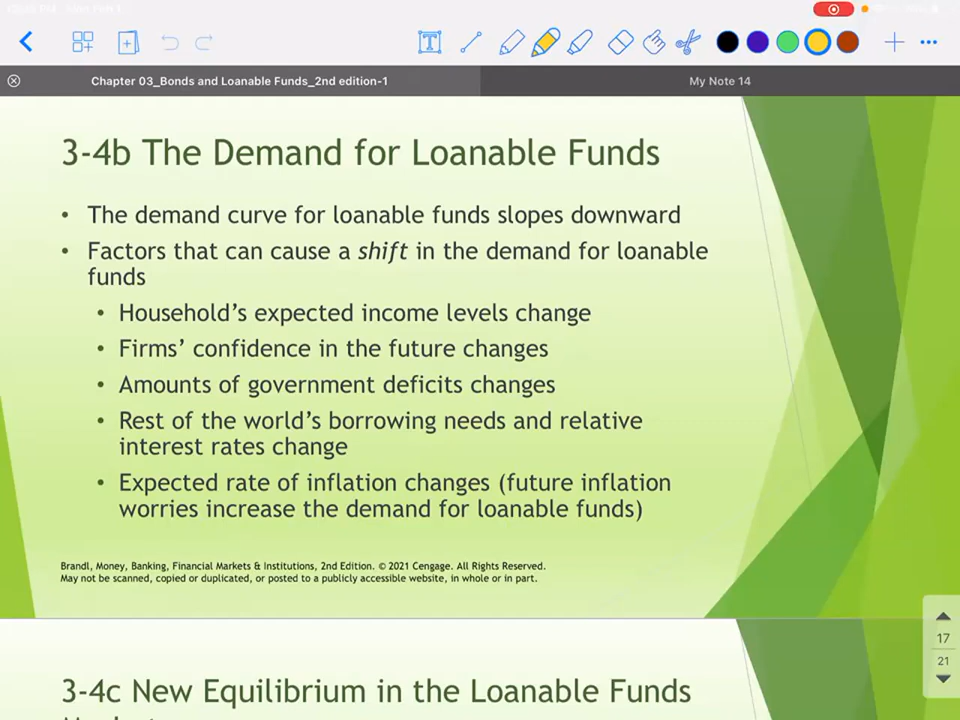 Chapter 03_Bonds and Loanable Funds_2nd edition-1
My Note 14
3-4b The Demand for Loanable Funds
• The demand curve for loanable funds slopes downward
• Factors that can cause a shift in the demand for loanable
funds
• Household's expected income levels change
• Firms' confidence in the future changes
• Amounts of government deficits changes
• Rest of the world's borrowing needs and relative
interest rates change
• Expected rate of inflation changes (future inflation
worries increase the demand for loanable funds)
Brandl, Money, Banking, Financial Markets & Institutions, 2nd Edition. © 2021 Cengage. All Rights Reserved.
May not be scanned, copied or duplicated, or posted to a publicly accessible website, in whole or in part.
17
21
3-4c New Equilibrium in the Loanable Funds